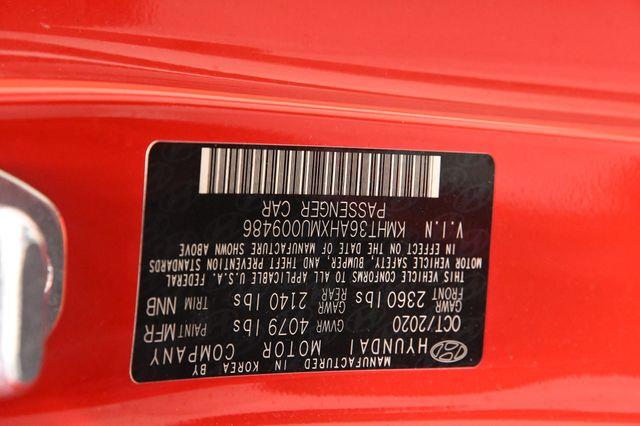 MANUFACTURED IN KOREA BY
HYUNDAI MOTOR COMPANY
OCT/2020 GVWR 4079 lbs PAINT MFR
GAWR FRONT 2360 lbs GAWR REAR 2140 lbs TRIM NNB
THIS VEHICLE CONFORMS TO ALL APPLICABLE U.S.A. FEDERAL
MOTOR VEHICLE SAFETY, BUMPER, AND THEFT PREVENTION STANDARDS
IN EFFECT ON THE DATE OF MANUFACTURE SHOWN ABOVE
V.I.N KMHT36AHXMU009486
PASSENGER CAR